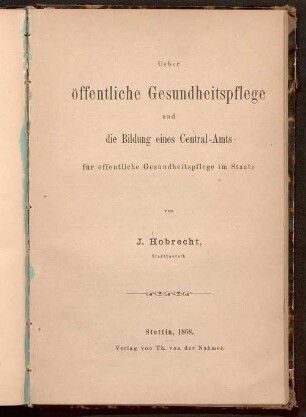 Ueber
öffentliche Gesundheitspflege
und
die Bildung eines Central-Amts
für öffentliche Gesundheitspflege im Staate
von
J. Hobrecht,
Stadtbaurath
Stettin, 1868.
Verlag von Th. von der Nahmer.